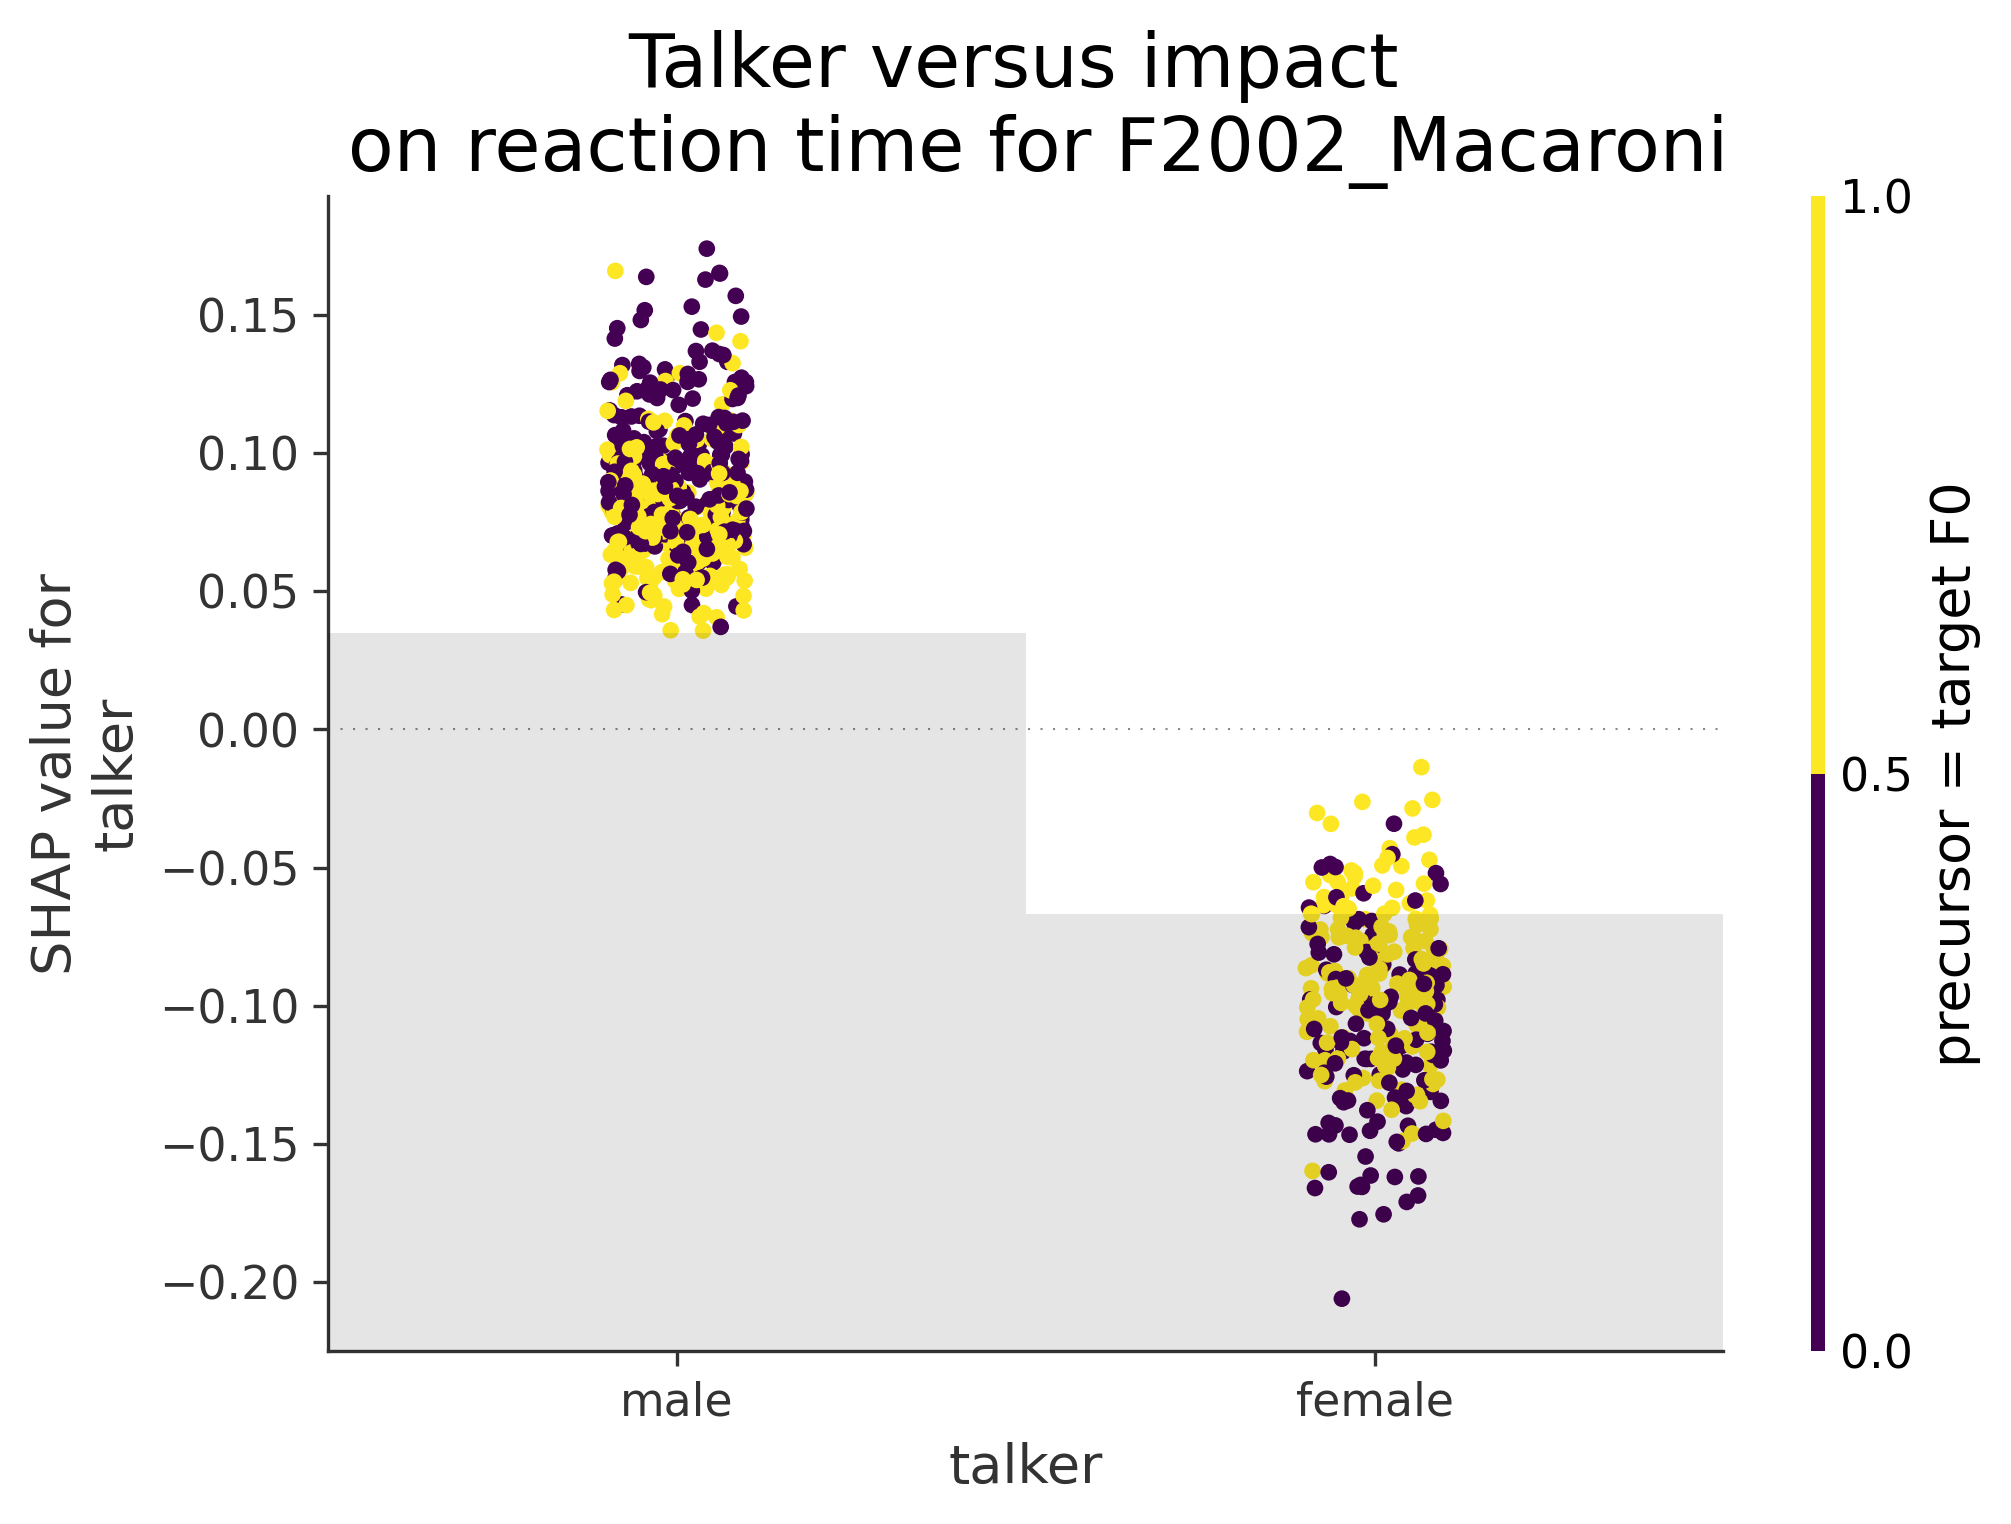 Talker versus impact
on reaction time for F2002_Macaroni
SHAP value for
talker
0.15
0.10
0.05
0.00
−0.05
−0.10
−0.15
−0.20
male
female
talker
1.0
0.5
0.0
precursor = target F0